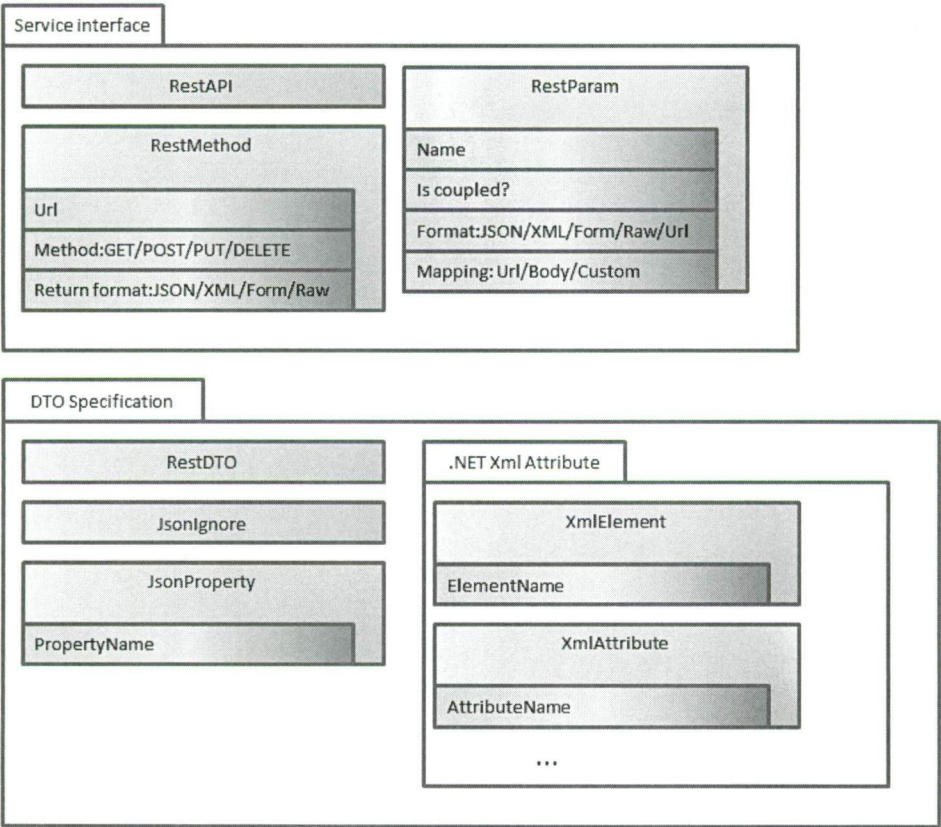 Service interface
RestAPI
RestMethod
Url
Method:GET/POST/PUT/DELETE
Return format:JSON/XML/Form/Raw
RestParam
Name
Is coupled?
Format:JSON/XML/Form/Raw/Url
Mapping: Url/Body/Custom
DTO Specification
RestDTO
JsonIgnore
JsonProperty
PropertyName
.NET Xml Attribute
XmlElement
ElementName
XmlAttribute
AttributeName
...